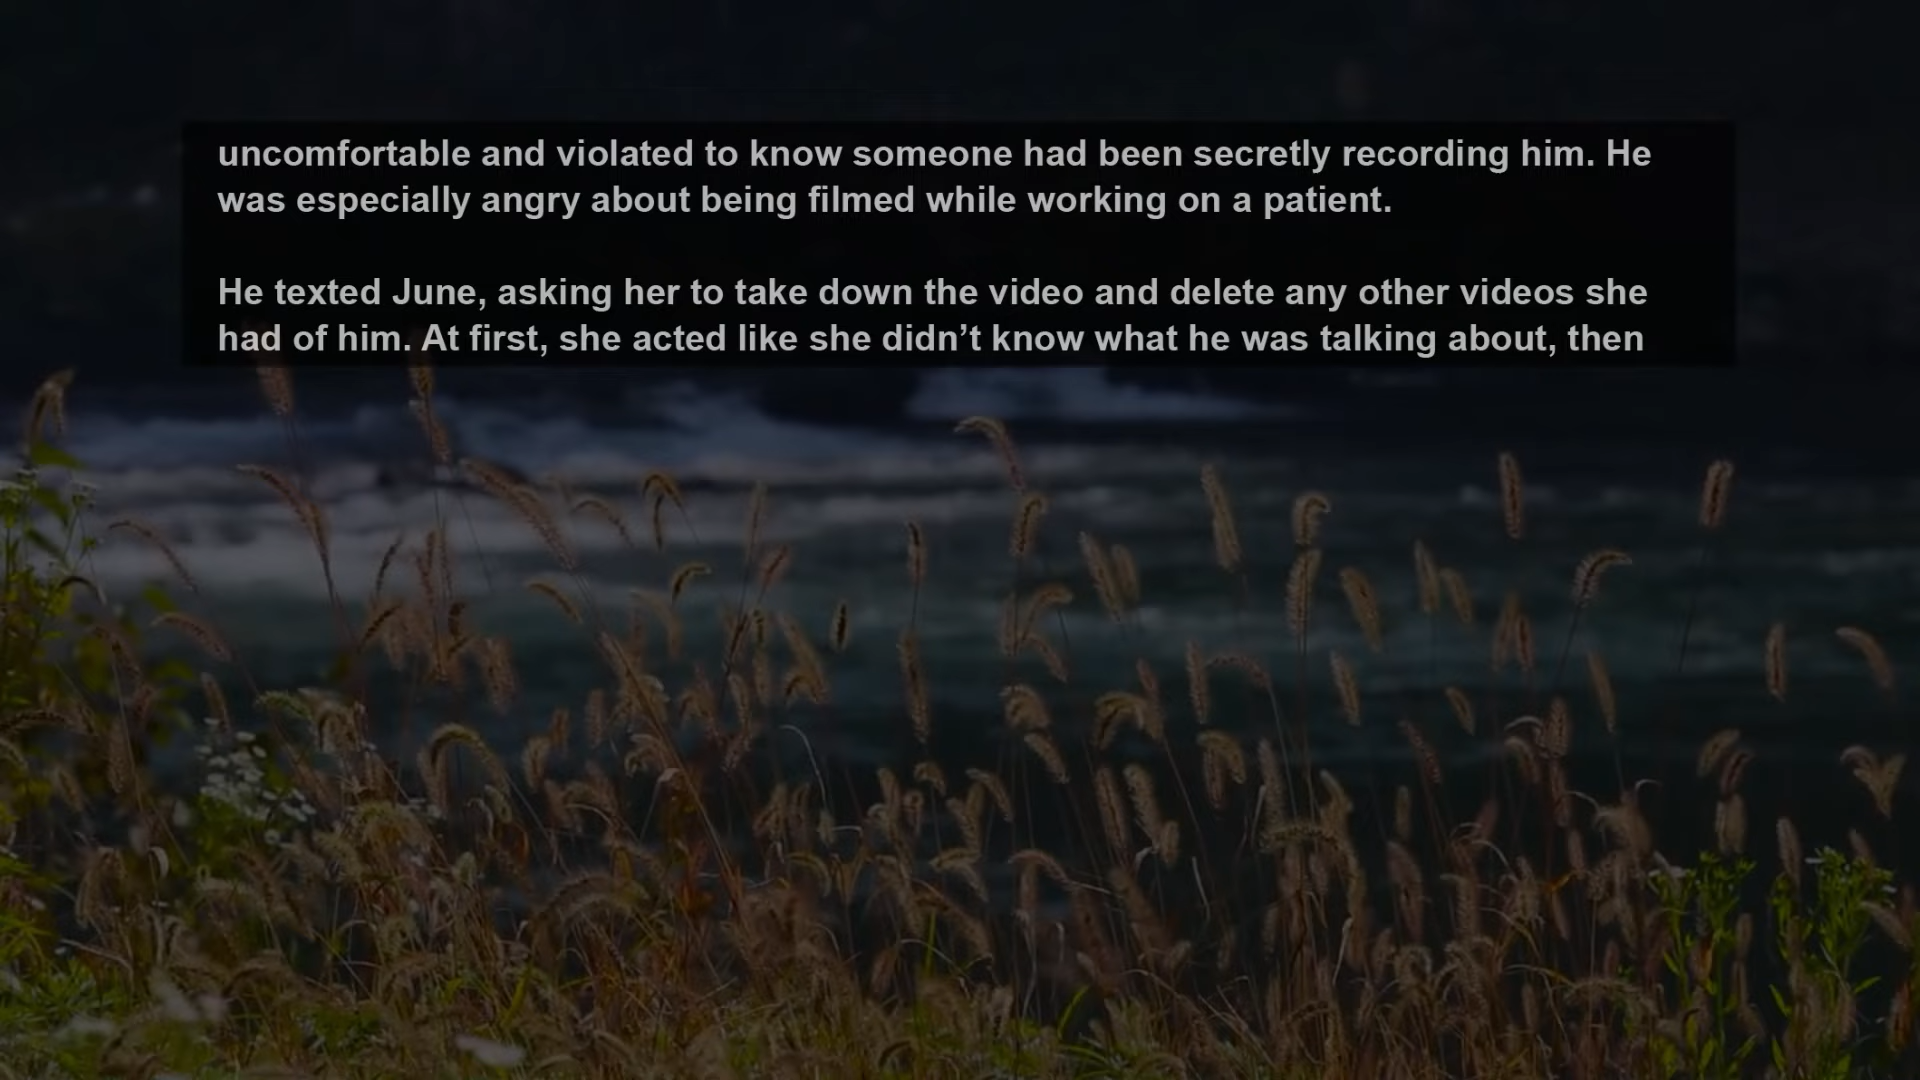 uncomfortable and violated to know someone had been secretly recording him. He
was especially angry about being filmed while working on a patient.
He texted June, asking her to take down the video and delete any other videos she
had of him. At first, she acted like she didn’t know what he was talking about, then